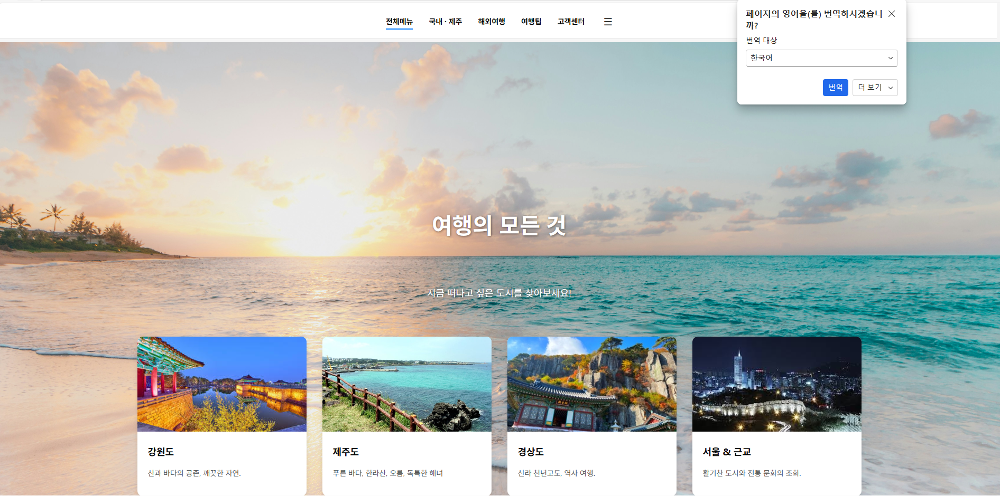 전체메뉴
국내 · 제주
해외여행
여행팁
고객센터
페이지의 영어을(를) 번역하시겠습니
까?
번역 대상
한국어
번역
더 보기
여행의 모든 것
지금 떠나고 싶은 도시를 찾아보세요!
강원도
산과 바다의 공존, 깨끗한 자연.
제주도
푸른 바다, 한라산, 오름, 독특한 해녀
경상도
신라 천년고도, 역사 여행.
서울 & 근교
활기찬 도시와 전통 문화의 조화.